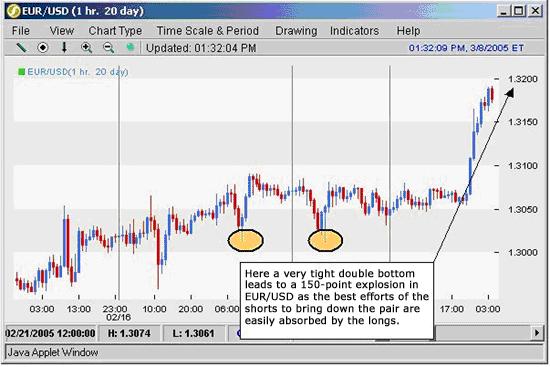 EUR/USD (1 hr. 20 day)
File View Chart Type Time Scale & Period Drawing Indicators Help
Updated: 01:32:04 PM 01:32:09 PM, 3/8/2005 ET
EUR/USD(1 hr. 20 day)
1.3200
1.3150
1.3100
1.3050
1.3000
Here a very tight double bottom
leads to a 150-point explosion in
EUR/USD as the best efforts of the
shorts to bring down the pair are
easily absorbed by the longs.
03:00 13:00 20:00 10:00 20:00 06:00 17:00 03:00
02/16
02/21/2005 12:00:00 H: 1.3074 L: 1.3061
Java Applet Window